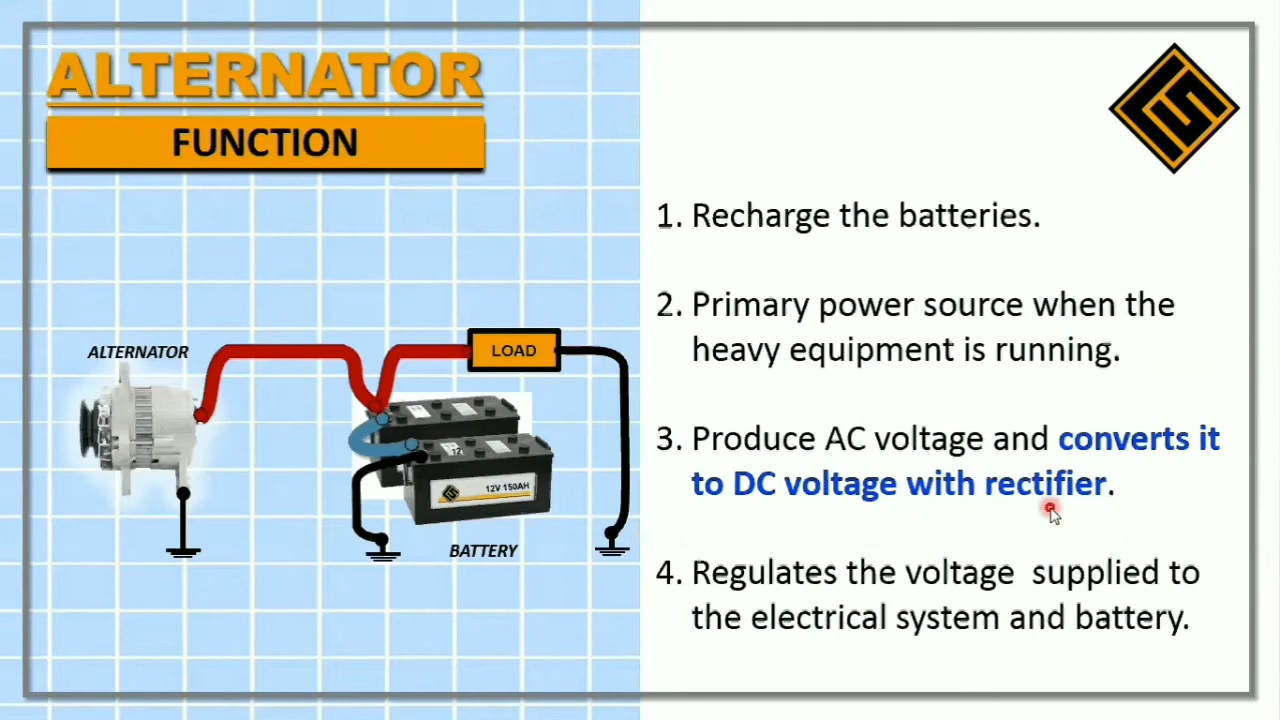 ALTERNATOR
FUNCTION
1. Recharge the batteries.
2. Primary power source when the
heavy equipment is running.
3. Produce AC voltage and converts it
to DC voltage with rectifier.
4. Regulates the voltage supplied to
the electrical system and battery.
ALTERNATOR
LOAD
12
12V 150AH
BATTERY